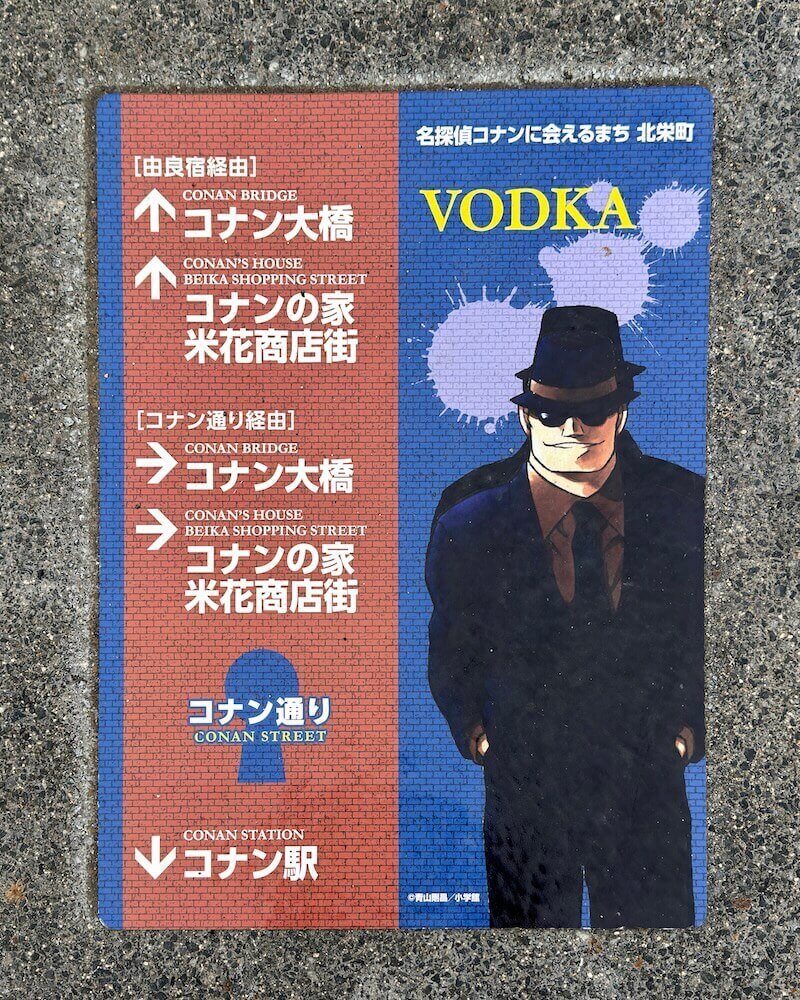 [由良宿経由]
CONAN BRIDGE
コナン大橋
CONAN'S HOUSE
BEIKA SHOPPING STREET
コナンの家
米花商店街
[コナン通り経由]
CONAN BRIDGE
コナン大橋
CONAN'S HOUSE
BEIKA SHOPPING STREET
コナンの家
米花商店街
コナン通り
CONAN STREET
CONAN STATION
コナン駅
名探偵コナンに会えるまち 北栄町
VODKA
©青山剛昌／小学館